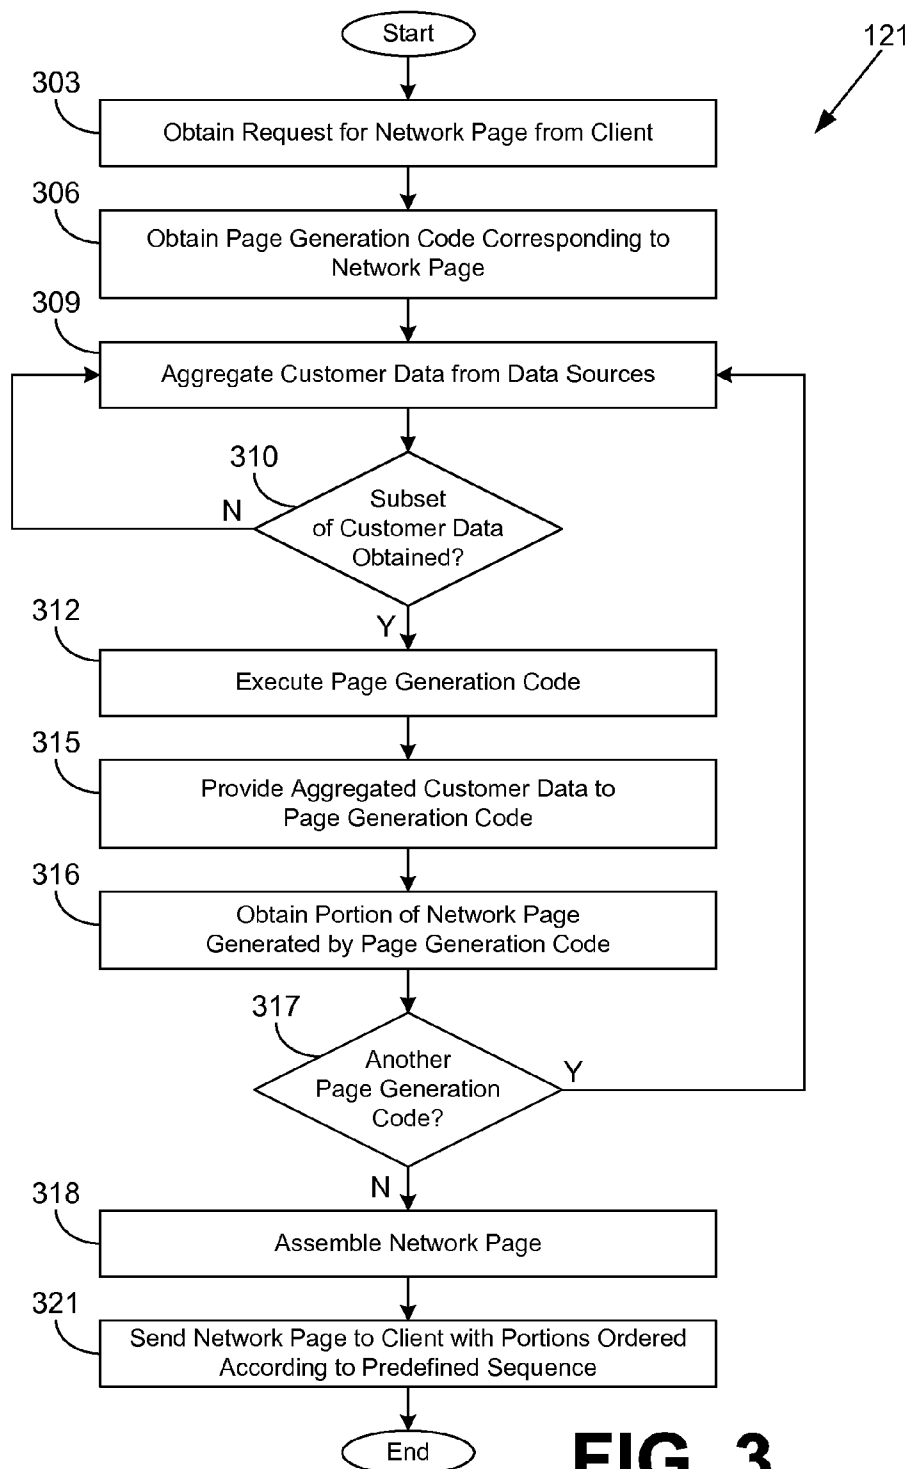 Start
121
303
Obtain Request for Network Page from Client
306
Obtain Page Generation Code Corresponding to
Network Page
309
Aggregate Customer Data from Data Sources
310
N
Subset
of Customer Data
Obtained?
Y
312
Execute Page Generation Code
315
Provide Aggregated Customer Data to
Page Generation Code
316
Obtain Portion of Network Page
Generated by Page Generation Code
317
Another
Page Generation
Code?
Y
N
318
Assemble Network Page
321
Send Network Page to Client with Portions Ordered
According to Predefined Sequence
End
FIG. 3